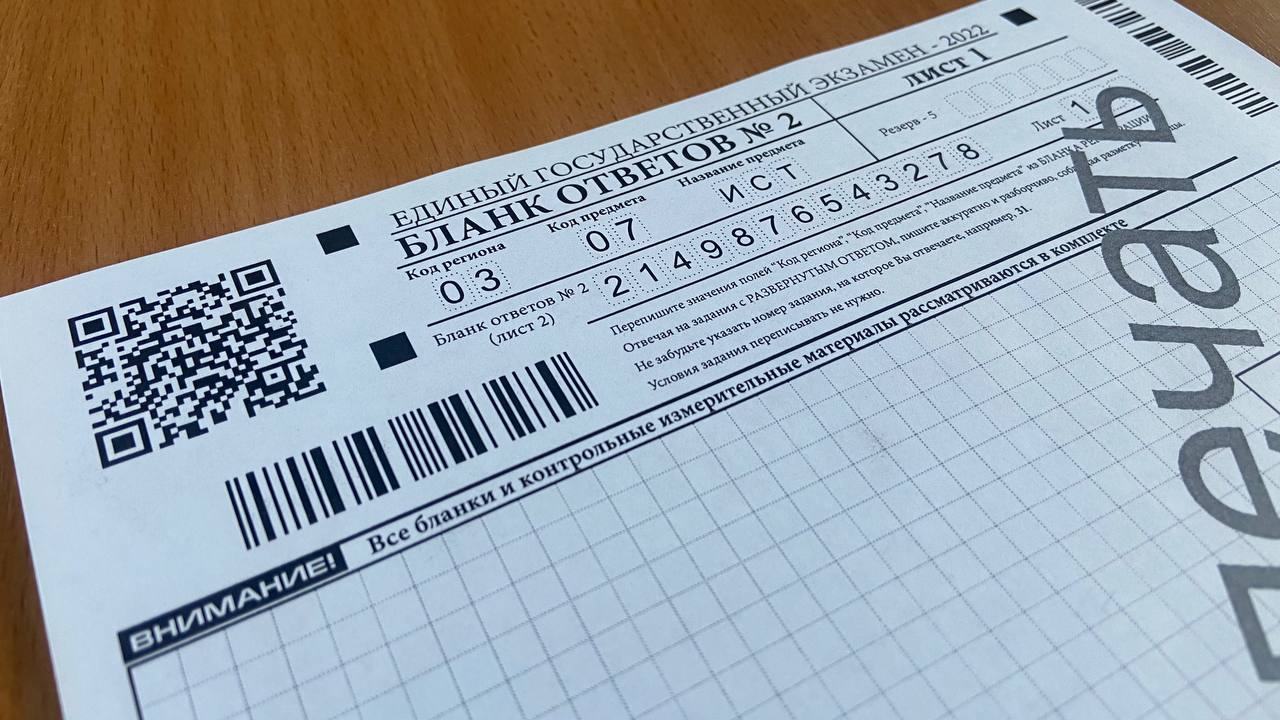 ЕДИНЫЙ ГОСУДАРСТВЕННЫЙ ЭКЗАМЕН - 2022
БЛАНК ОТВЕТОВ № 2
ЛИСТ 1
Код региона
Код предмета
Название предмета
Резерв - 5
03
07
ИСТ
Бланк ответов № 2
(лист 2)
2149876543278
Лист
1
Перепишите значения полей "Код региона", "Код предмета", "Название предмета" из БЛАНКА
Отвечая на задания с РАЗВЕРНУТЫМ ОТВЕТОМ, пишите аккуратно и разборчиво, соблюдая разметку
Не забудьте указать номер задания, на которое Вы отвечаете, например, 31.
Условия задания переписывать не нужно.
ВНИМАНИЕ!
Все бланки и контрольные измерительные материалы рассматриваются в комплекте
печать